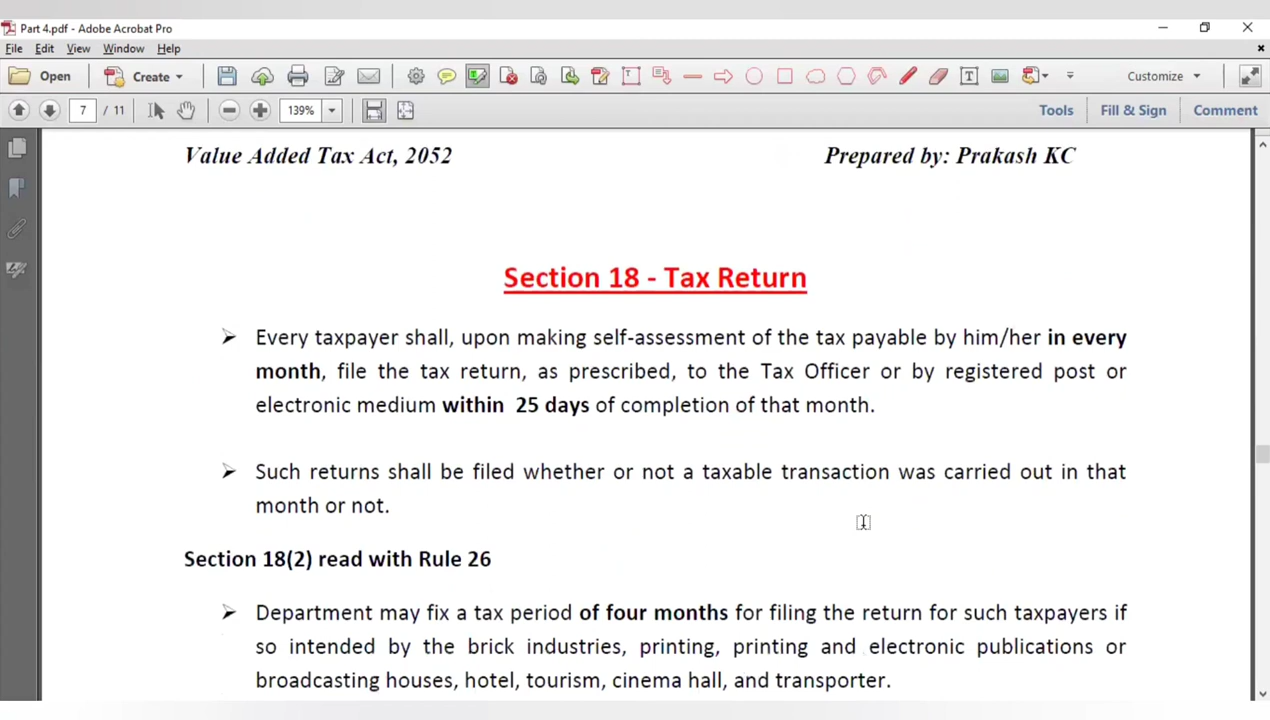 Part 4.pdf - Adobe Acrobat Pro
File Edit View Window Help
Open Create Customize
7 / 11 139% Tools Fill & Sign Comment
Value Added Tax Act, 2052 Prepared by: Prakash KC
Section 18 - Tax Return
➢ Every taxpayer shall, upon making self-assessment of the tax payable by him/her in every
month, file the tax return, as prescribed, to the Tax Officer or by registered post or
electronic medium within 25 days of completion of that month.
➢ Such returns shall be filed whether or not a taxable transaction was carried out in that
month or not.
Section 18(2) read with Rule 26
➢ Department may fix a tax period of four months for filing the return for such taxpayers if
so intended by the brick industries, printing, printing and electronic publications or
broadcasting houses, hotel, tourism, cinema hall, and transporter.